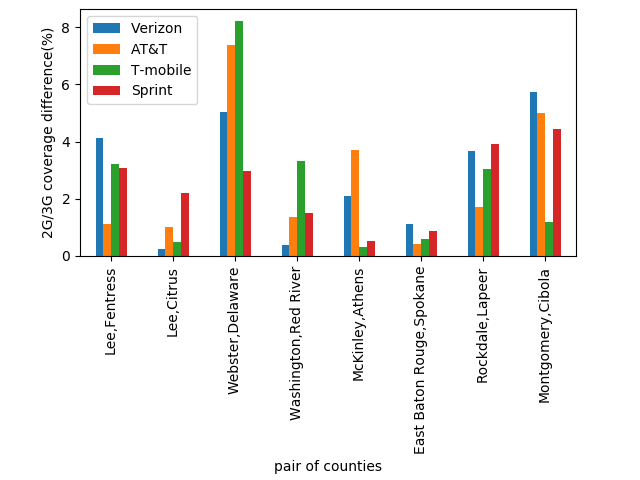 Verizon
AT&T
T-mobile
Sprint
2G/3G coverage difference(%)
8
6
4
2
0
Lee,Fentress
Lee,Citrus
Webster,Delaware
Washington,Red River
McKinley,Athens
East Baton Rouge,Spokane
Rockdale,Lapeer
Montgomery,Cibola
pair of counties